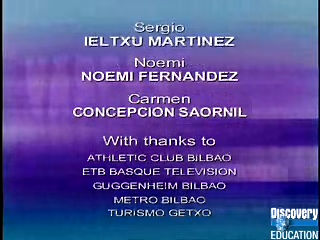 Sergio
IELTXU MARTINEZ
Noemi
NOEMI FERNANDEZ
Carmen
CONCEPCION SAORNIL
With thanks to
ATHLETIC CLUB BILBAO
ETB BASQUE TELEVISION
GUGGENHEIM BILBAO
METRO BILBAO
TURISMO GETXO
Discovery
EDUCATION